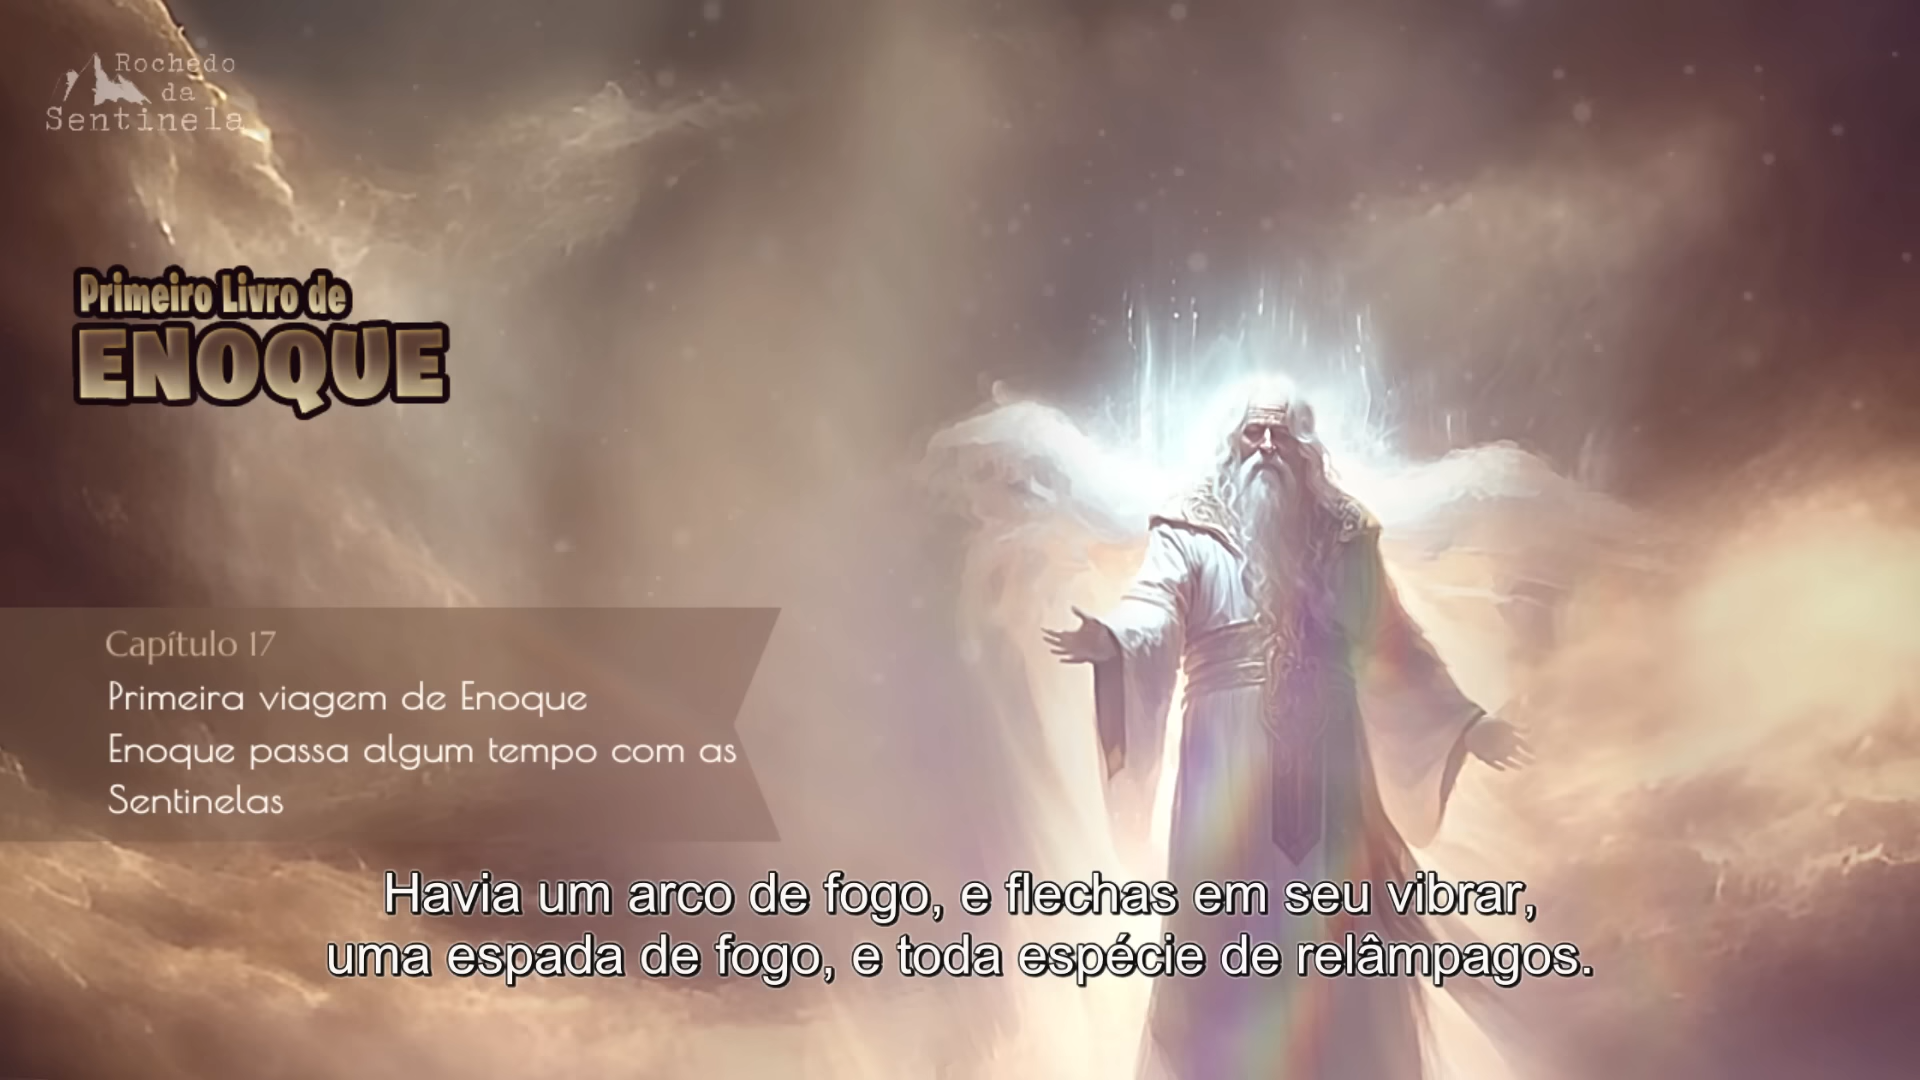 Rochedo
da
Sentinela
Primeiro Livro de
ENOQUE
Capítulo 17
Primeira viagem de Enoque
Enoque passa algum tempo com as
Sentinelas
Havia um arco de fogo, e flechas em seu vibrar,
uma espada de fogo, e toda espécie de relâmpagos.